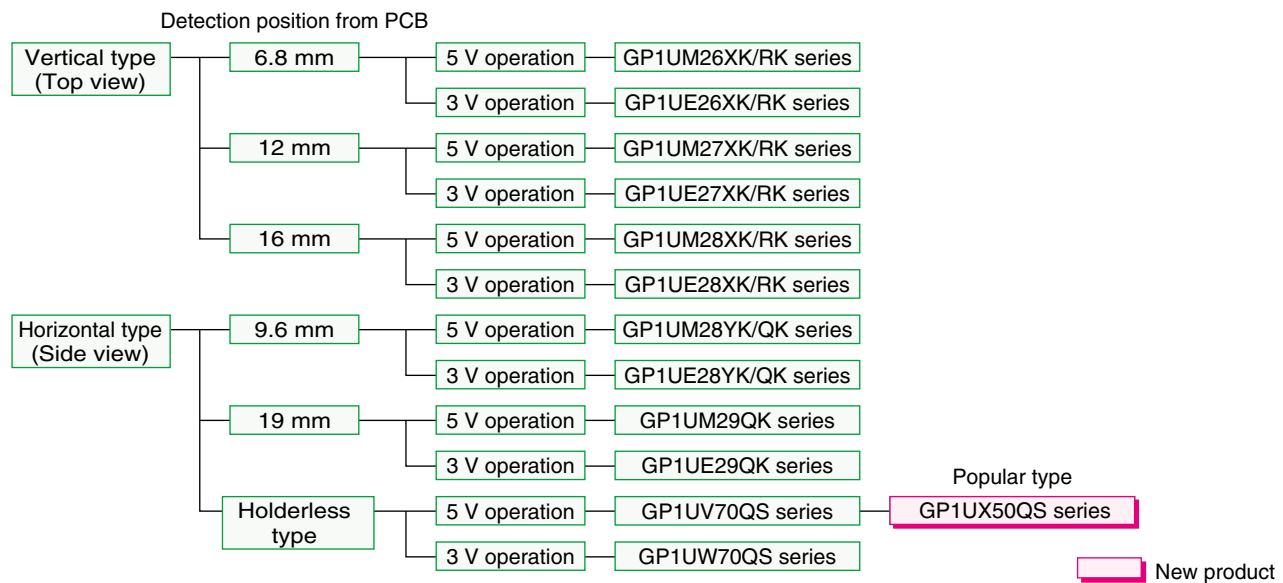 Detection position from PCB
Vertical type
(Top view)
6.8 mm
5 V operation
GP1UM26XK/RK series
3 V operation
GP1UE26XK/RK series
12 mm
5 V operation
GP1UM27XK/RK series
3 V operation
GP1UE27XK/RK series
16 mm
5 V operation
GP1UM28XK/RK series
3 V operation
GP1UE28XK/RK series
Horizontal type
(Side view)
9.6 mm
5 V operation
GP1UM28YK/QK series
3 V operation
GP1UE28YK/QK series
19 mm
5 V operation
GP1UM29QK series
3 V operation
GP1UE29QK series
Holderless
type
5 V operation
GP1UV70QS series
Popular type
GP1UX50QS series
3 V operation
GP1UW70QS series
New product